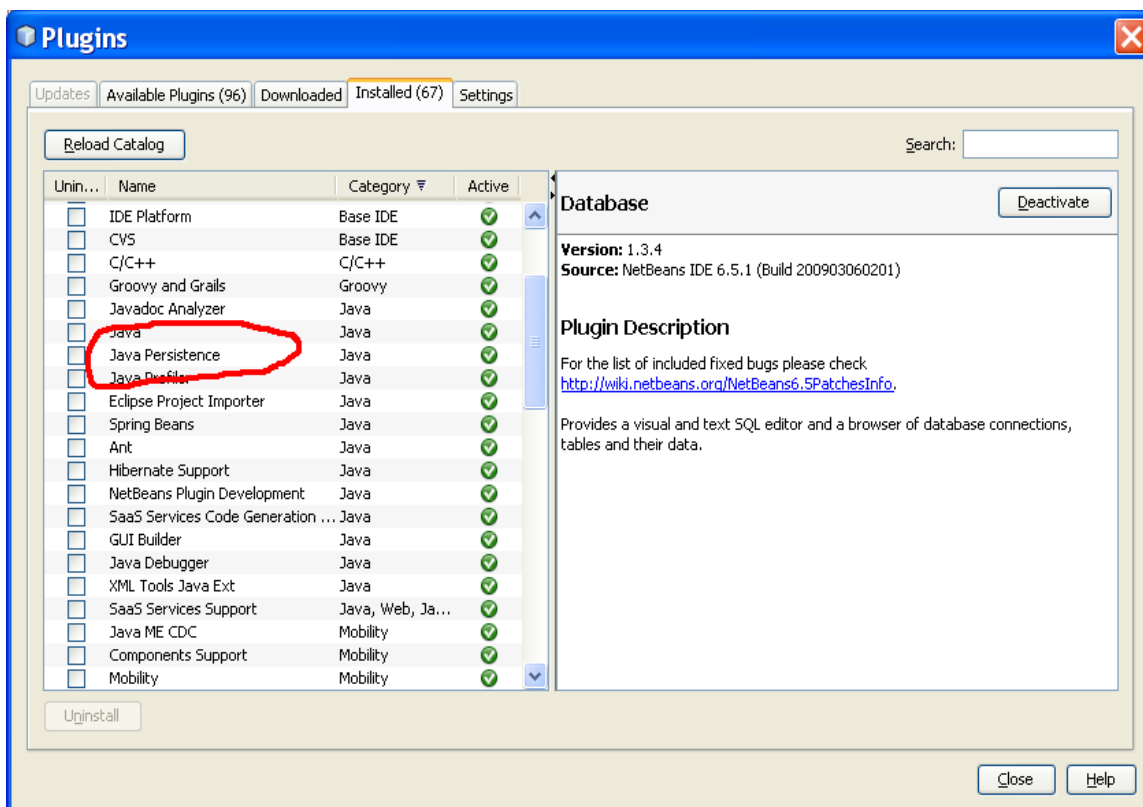 Plugins
Updates Available Plugins (96) Downloaded Installed (67) Settings
Reload Catalog Search:
Unin... Name Category Active
IDE Platform Base IDE
CVS Base IDE
C/C++ C/C++
Groovy and Grails Groovy
Javadoc Analyzer Java
Java Java
Java Persistence Java
Java Profiler Java
Eclipse Project Importer Java
Spring Beans Java
Ant Java
Hibernate Support Java
NetBeans Plugin Development Java
SaaS Services Code Generation ... Java
GUI Builder Java
Java Debugger Java
XML Tools Java Ext Java
SaaS Services Support Java, Web, Ja...
Java ME CDC Mobility
Components Support Mobility
Mobility Mobility
Uninstall
Database Deactivate
Version: 1.3.4
Source: NetBeans IDE 6.5.1 (Build 200903060201)
Plugin Description
For the list of included fixed bugs please check
http://wiki.netbeans.org/NetBeans6.5PatchesInfo.
Provides a visual and text SQL editor and a browser of database connections,
tables and their data.
Close Help